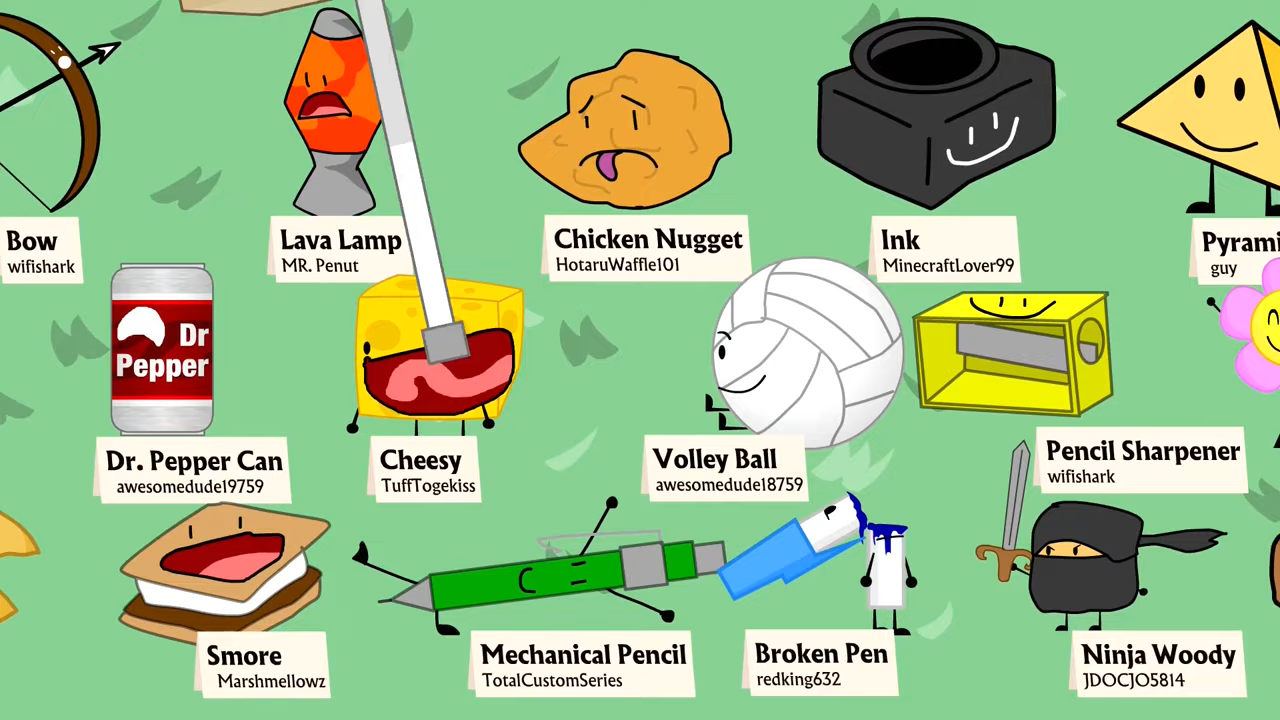 Bow
wifishark
Lava Lamp
MR. Penut
Chicken Nugget
HotaruWaffle101
Ink
MinecraftLover99
Pyrami
guy
Dr
Pepper
Dr. Pepper Can
awesomedude19759
Cheesy
TuffTogekiss
Volley Ball
awesomedude18759
Pencil Sharpener
wifishark
Smore
Marshmellowz
Mechanical Pencil
TotalCustomSeries
Broken Pen
redking632
Ninja Woody
JDOCJO5814